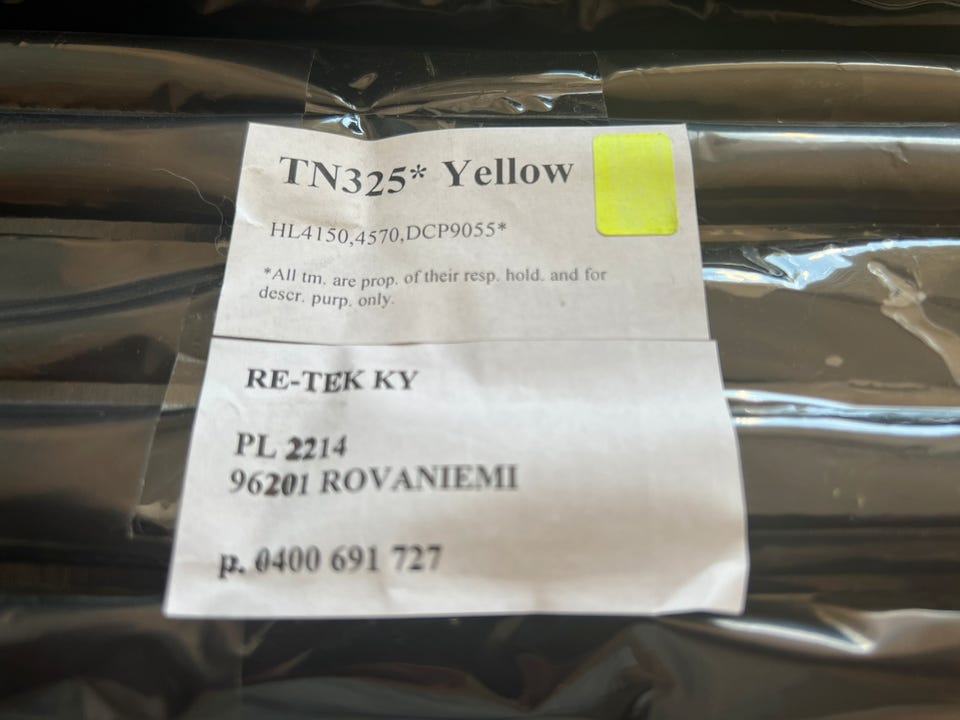 TN325* Yellow
HL4150,4570,DCP9055*
*All tm. are prop. of their resp. hold. and for
descr. purp. only.
RE-TEK KY
PL 2214
96201 ROVANIEMI
p. 0400 691 727